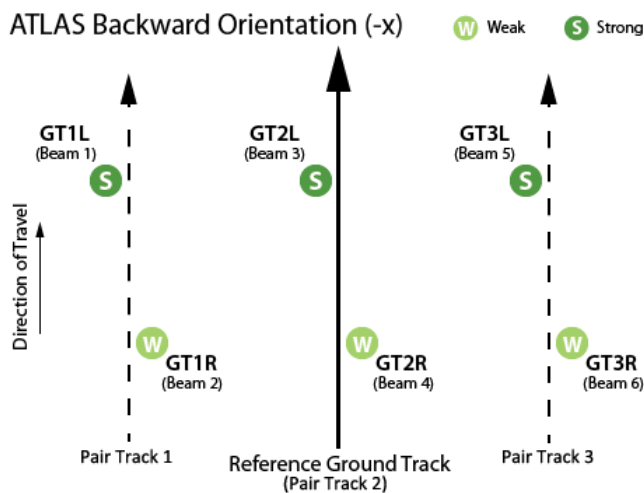 ATLAS Backward Orientation (-x)
W Weak
S Strong
GT1L
(Beam 1)
S
GT2L
(Beam 3)
S
GT3L
(Beam 5)
S
Direction of Travel
W
GT1R
(Beam 2)
W
GT2R
(Beam 4)
W
GT3R
(Beam 6)
Pair Track 1
Reference Ground Track
(Pair Track 2)
Pair Track 3